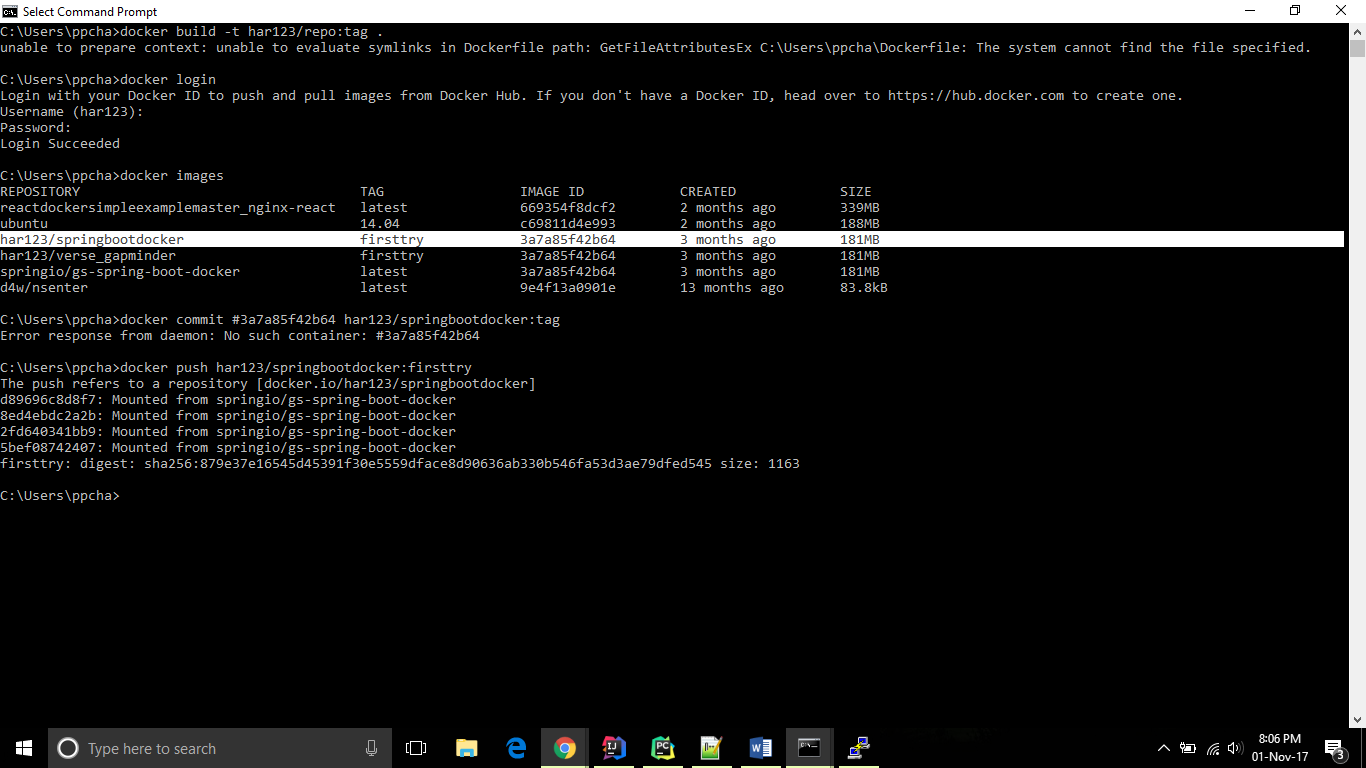 Select Command Prompt
C:\Users\ppcha>docker build -t har123/repo:tag .
unable to prepare context: unable to evaluate symlinks in Dockerfile path: GetFileAttributesEx C:\Users\ppcha\Dockerfile: The system cannot find the file specified.
C:\Users\ppcha>docker login
Login with your Docker ID to push and pull images from Docker Hub. If you don't have a Docker ID, head over to https://hub.docker.com to create one.
Username (har123):
Password:
Login Succeeded
C:\Users\ppcha>docker images
REPOSITORY TAG IMAGE ID CREATED SIZE
reactdockersimpleexamplemaster_nginx-react latest 669354f8dcf2 2 months ago 339MB
ubuntu 14.04 c69811d4e993 2 months ago 188MB
har123/springbootdocker firsttry 3a7a85f42b64 3 months ago 181MB
har123/verse_gapminder firsttry 3a7a85f42b64 3 months ago 181MB
springio/gs-spring-boot-docker latest 3a7a85f42b64 3 months ago 181MB
d4w/nsenter latest 9e4f13a0901e 13 months ago 83.8kB
C:\Users\ppcha>docker commit #3a7a85f42b64 har123/springbootdocker:tag
Error response from daemon: No such container: #3a7a85f42b64
C:\Users\ppcha>docker push har123/springbootdocker:firsttry
The push refers to a repository [docker.io/har123/springbootdocker]
d89696c8d8f7: Mounted from springio/gs-spring-boot-docker
8ed4ebdc2a2b: Mounted from springio/gs-spring-boot-docker
2fd640341bb9: Mounted from springio/gs-spring-boot-docker
5bef08742407: Mounted from springio/gs-spring-boot-docker
firsttry: digest: sha256:879e37e16545d45391f30e5559dface8d90636ab330b546fa53d3ae79dfed545 size: 1163
C:\Users\ppcha>
Type here to search
8:06 PM
01-Nov-17
3